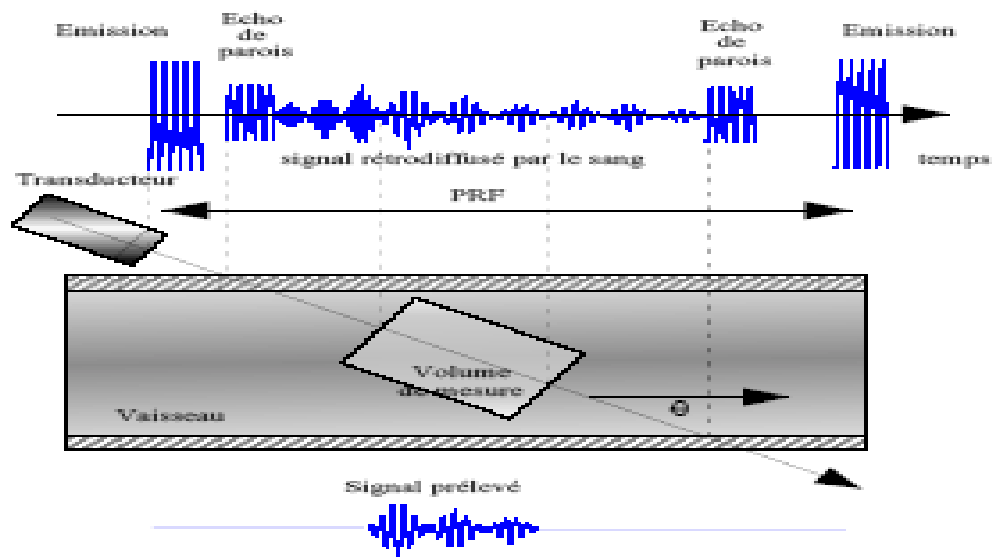 Emission
Echo
de
parois
Echo
de
parois
Emission
signal rétrodiffusé par le sang
temps
Transducteur
PRF
Volume
de mesure
Vaisseau
Θ
Signal prélevé